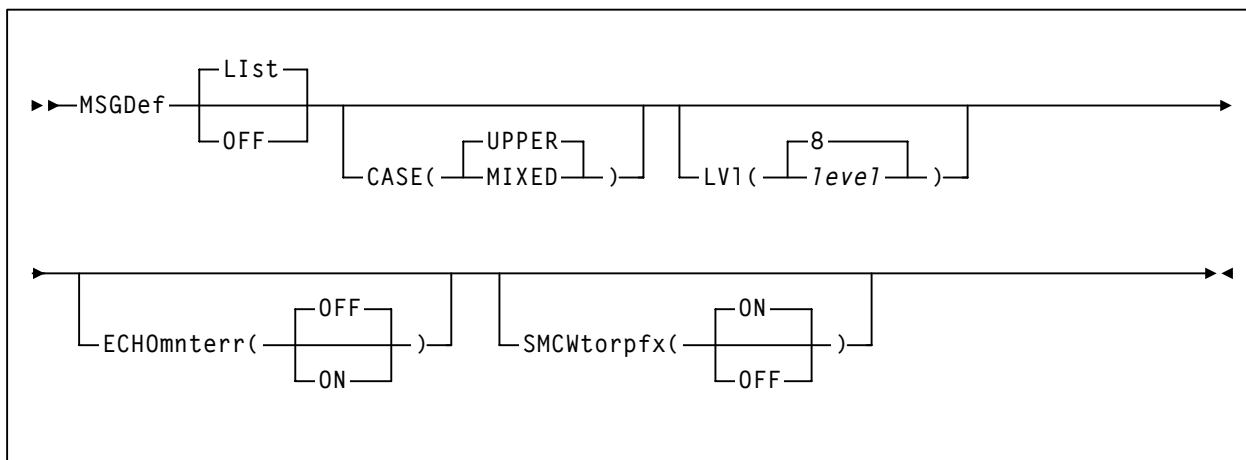 LIst
MSGDef
OFF
UPPER
CASE( MIXED )
8
LVl( level )
OFF
ECHOmnterr( )
ON
ON
SMCWtorpfx( )
OFF